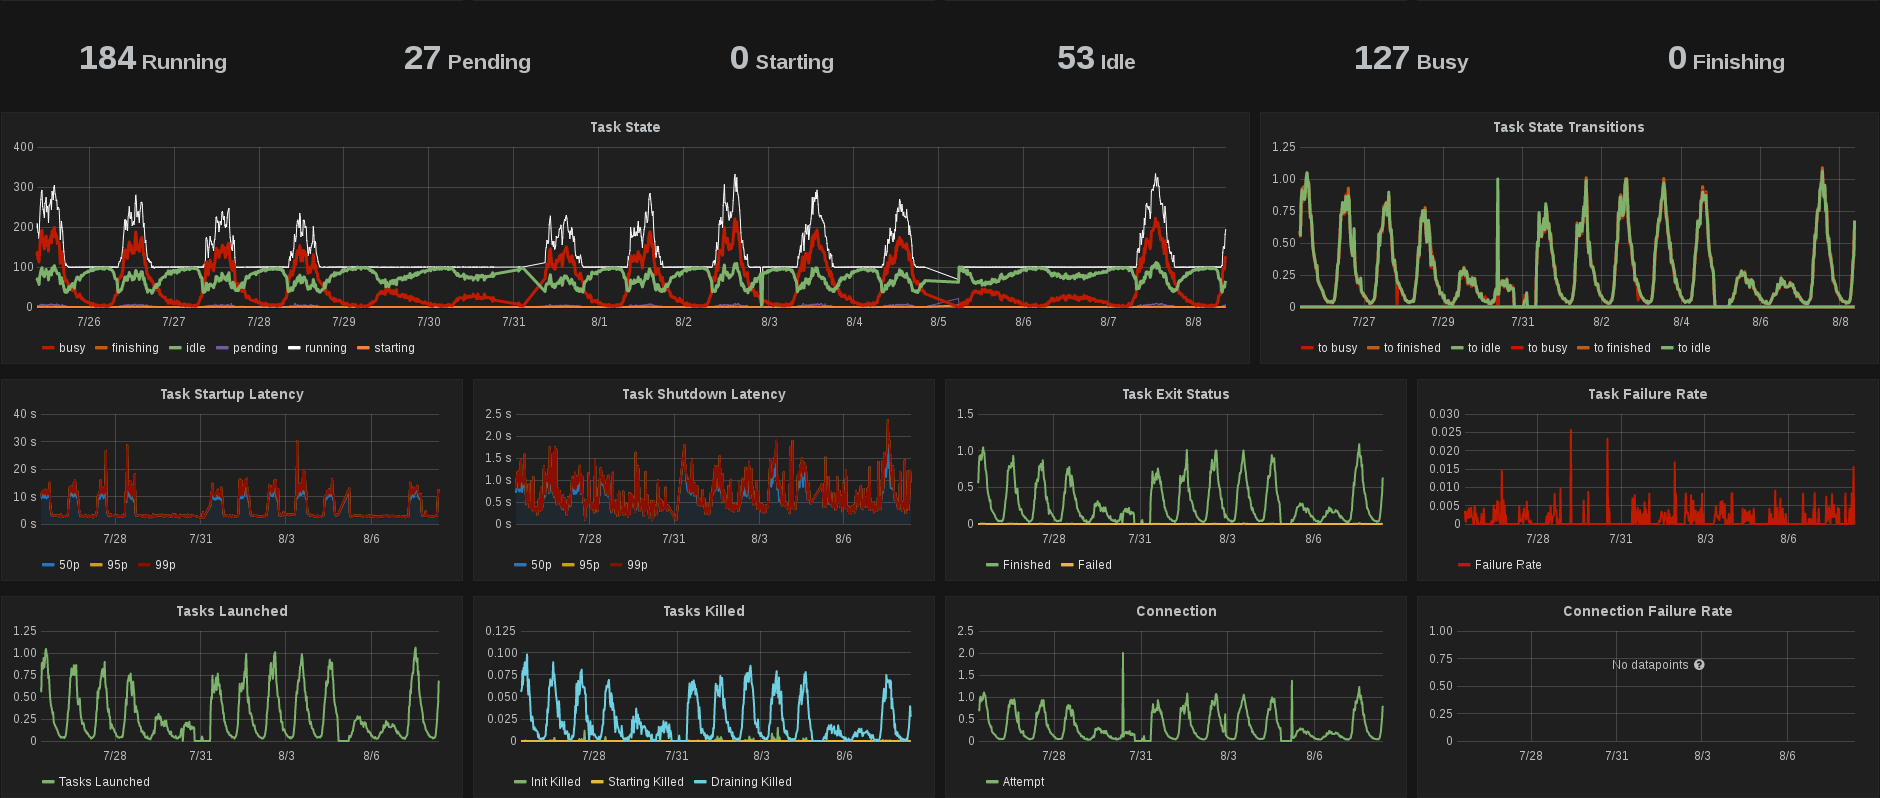 184 Running 27 Pending 0 Starting 53 Idle 127 Busy 0 Finishing
Task State
400
300
200
100
0
7/26 7/27 7/28 7/29 7/30 7/31 8/1 8/2 8/3 8/4 8/5 8/6 8/7 8/8
busy finishing idle pending running starting
Task State Transitions
1.25
1.00
0.75
0.50
0.25
0
7/27 7/29 7/31 8/2 8/4 8/6 8/8
to busy to finished to idle to busy to finished to idle
Task Startup Latency
40 s
30 s
20 s
10 s
0 s
7/28 7/31 8/3 8/6
50p 95p 99p
Task Shutdown Latency
2.5 s
2.0 s
1.5 s
1.0 s
0.5 s
0 s
7/28 7/31 8/3 8/6
50p 95p 99p
Task Exit Status
1.5
1.0
0.5
0
7/28 7/31 8/3 8/6
Finished Failed
Task Failure Rate
0.030
0.025
0.020
0.015
0.010
0.005
0
7/28 7/31 8/3 8/6
Failure Rate
Tasks Launched
1.25
1.00
0.75
0.50
0.25
0
7/28 7/31 8/3 8/6
Tasks Launched
Tasks Killed
0.125
0.100
0.075
0.050
0.025
0
7/28 7/31 8/3 8/6
Init Killed Starting Killed Draining Killed
Connection
2.5
2.0
1.5
1.0
0.5
0
7/28 7/31 8/3 8/6
Attempt
Connection Failure Rate
1.00
0.75
0.50
0.25
0
No datapoints ?
7/28 7/31 8/3 8/6